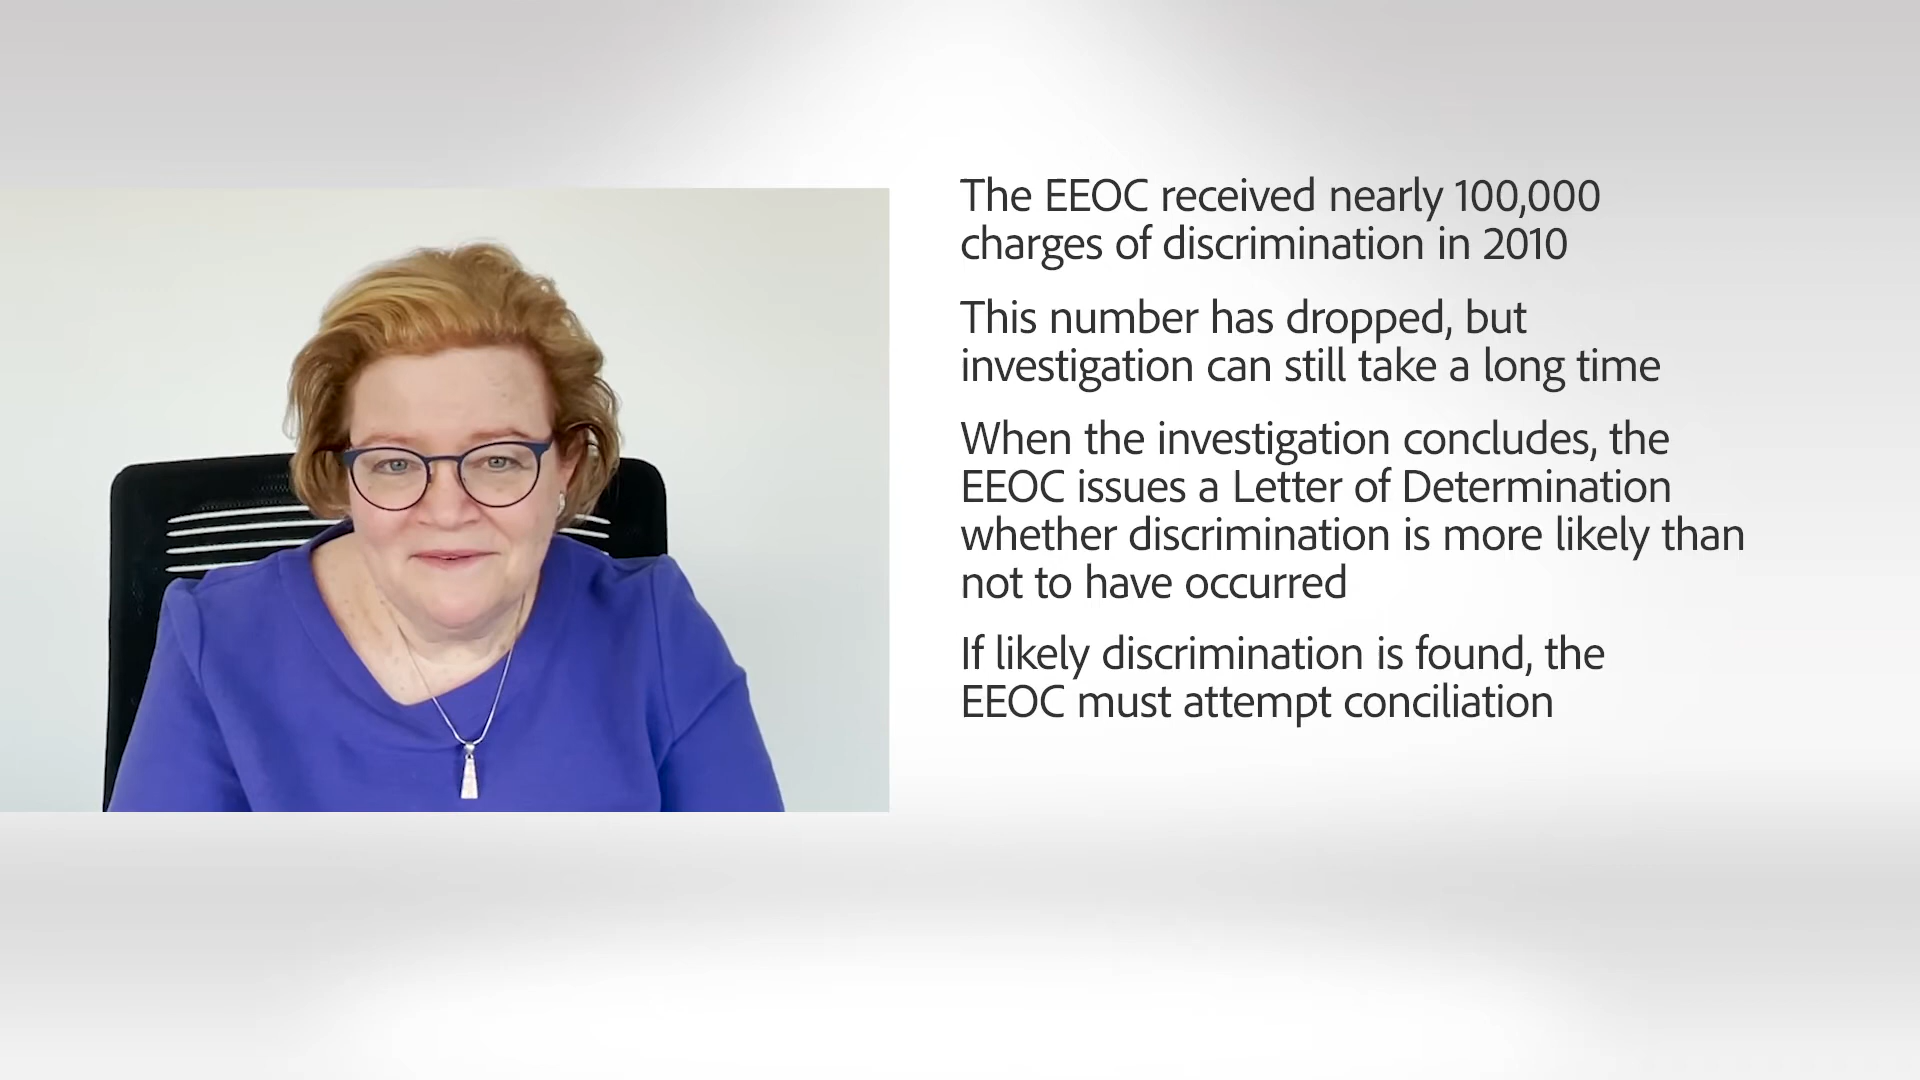 The EEOC received nearly 100,000
charges of discrimination in 2010
This number has dropped, but
investigation can still take a long time
When the investigation concludes, the
EEOC issues a Letter of Determination
whether discrimination is more likely than
not to have occurred
If likely discrimination is found, the
EEOC must attempt conciliation